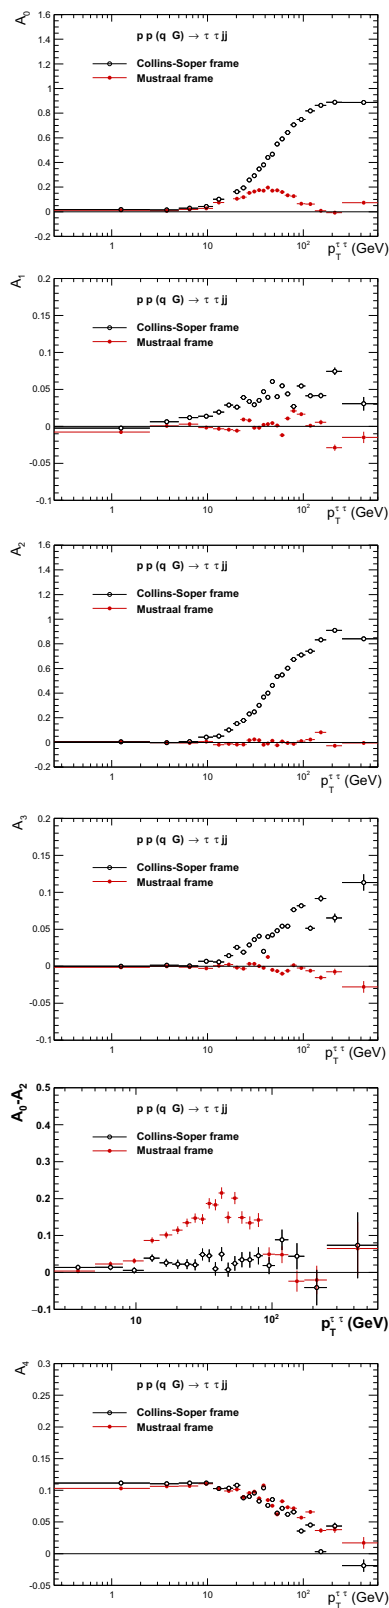 A₀
1.6
1.4
p p (q G) → τ τ jj
1.2
Collins-Soper frame
Mustraal frame
1
0.8
0.6
0.4
0.2
0
-0.2
1
10
10²
p_T^{τ τ} (GeV)
A₁
0.2
p p (q G) → τ τ jj
0.15
Collins-Soper frame
Mustraal frame
0.1
0.05
0
-0.05
-0.1
1
10
10²
p_T^{τ τ} (GeV)
A₂
1.6
1.4
p p (q G) → τ τ jj
1.2
Collins-Soper frame
Mustraal frame
1
0.8
0.6
0.4
0.2
0
-0.2
1
10
10²
p_T^{τ τ} (GeV)
A₃
0.2
p p (q G) → τ τ jj
0.15
Collins-Soper frame
Mustraal frame
0.1
0.05
0
-0.05
-0.1
1
10
10²
p_T^{τ τ} (GeV)
A₀-A₂
0.5
p p (q G) → τ τ jj
0.4
Collins-Soper frame
Mustraal frame
0.3
0.2
0.1
0
−0.1
10
10²
p_T^{τ τ} (GeV)
A₄
0.3
p p (q G) → τ τ jj
0.25
Collins-Soper frame
Mustraal frame
0.2
0.15
0.1
0.05
0
-0.05
1
10
10²
p_T^{τ τ} (GeV)